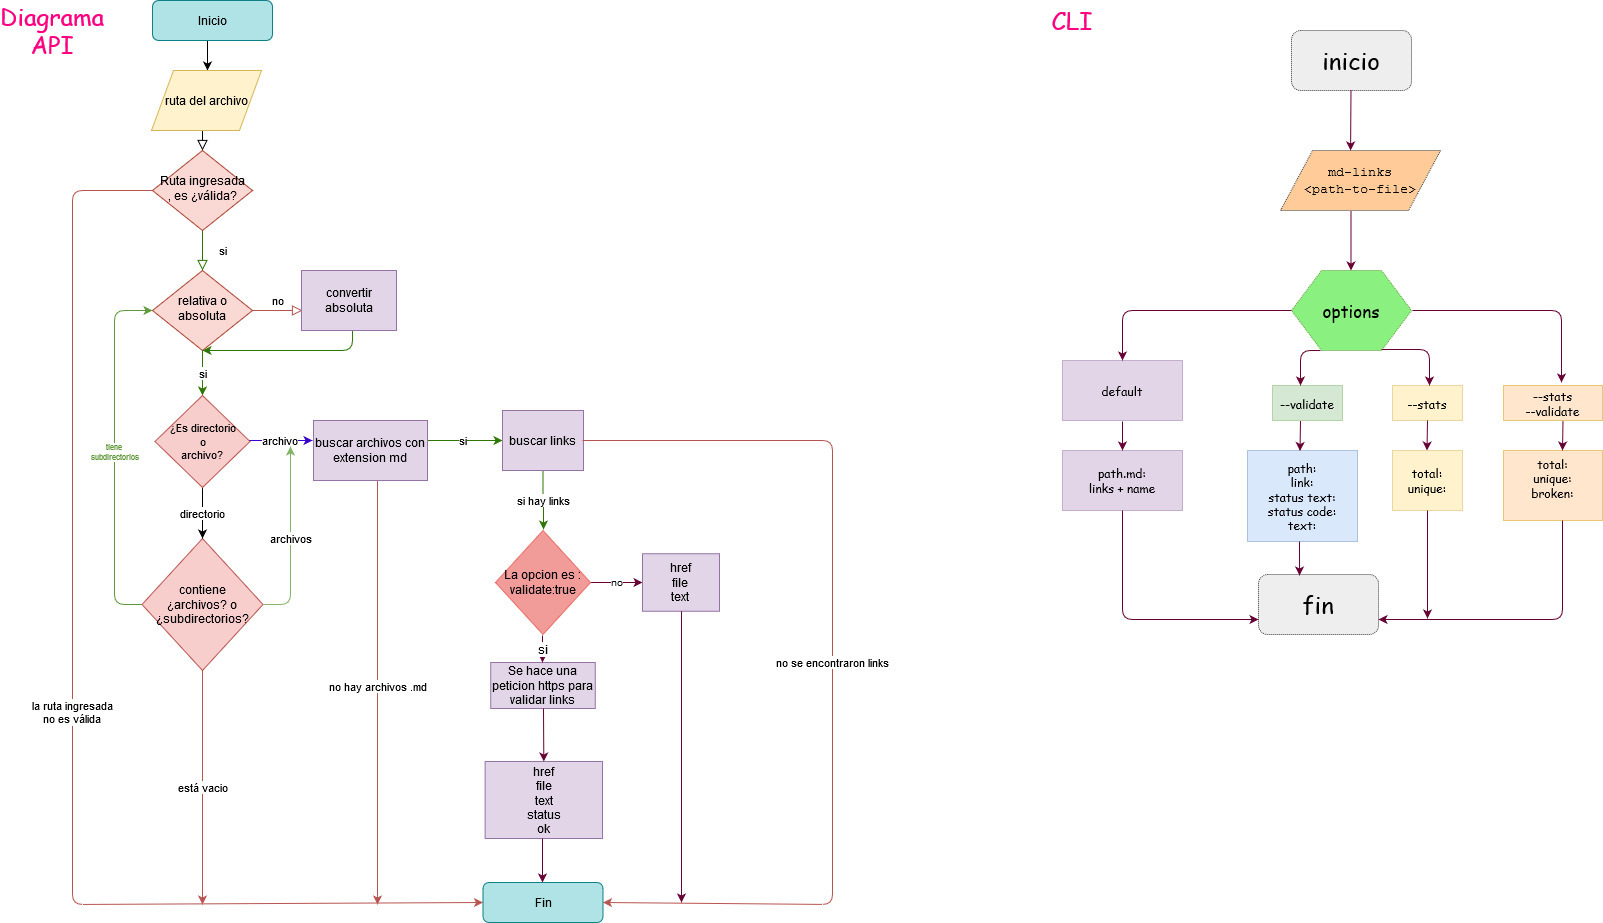 Diagrama
API
Inicio
ruta del archivo
Ruta ingresada
, es ¿válida?
si
relativa o
absoluta
no
convertir
absoluta
si
¿Es directorio
o
archivo?
archivo
buscar archivos con
extension md
si
buscar links
tiene
subdirectorios
directorio
archivos
si hay links
contiene
¿archivos? o
¿subdirectorios?
La opcion es :
validate:true
no
href
file
text
si
Se hace una
peticion https para
validar links
no se encontraron links
no hay archivos .md
la ruta ingresada
no es válida
está vacio
href
file
text
status
ok
Fin
CLI
inicio
md-links
<path-to-file>
options
default
--validate
--stats
--stats
--validate
path.md:
links + name
path:
link:
status text:
status code:
text:
total:
unique:
total:
unique:
broken:
fin